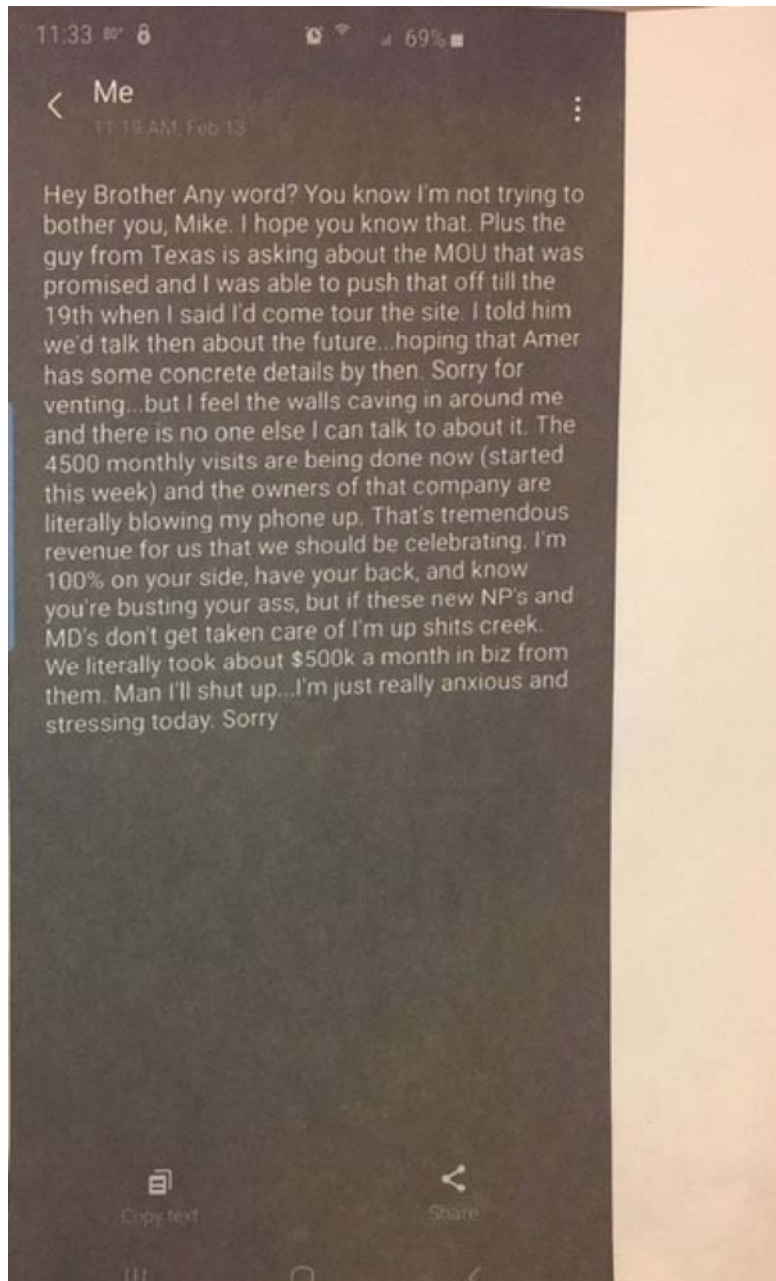 11:33 80°
69%
Me
11:19 AM, Feb 13
Hey Brother Any word? You know I'm not trying to
bother you, Mike. I hope you know that. Plus the
guy from Texas is asking about the MOU that was
promised and I was able to push that off till the
19th when I said I'd come tour the site. I told him
we'd talk then about the future...hoping that Amer
has some concrete details by then. Sorry for
venting...but I feel the walls caving in around me
and there is no one else I can talk to about it. The
4500 monthly visits are being done now (started
this week) and the owners of that company are
literally blowing my phone up. That's tremendous
revenue for us that we should be celebrating. I'm
100% on your side, have your back, and know
you're busting your ass, but if these new NP's and
MD's don't get taken care of I'm up shits creek.
We literally took about $500k a month in biz from
them. Man I'll shut up...I'm just really anxious and
stressing today. Sorry
Copy text
Share